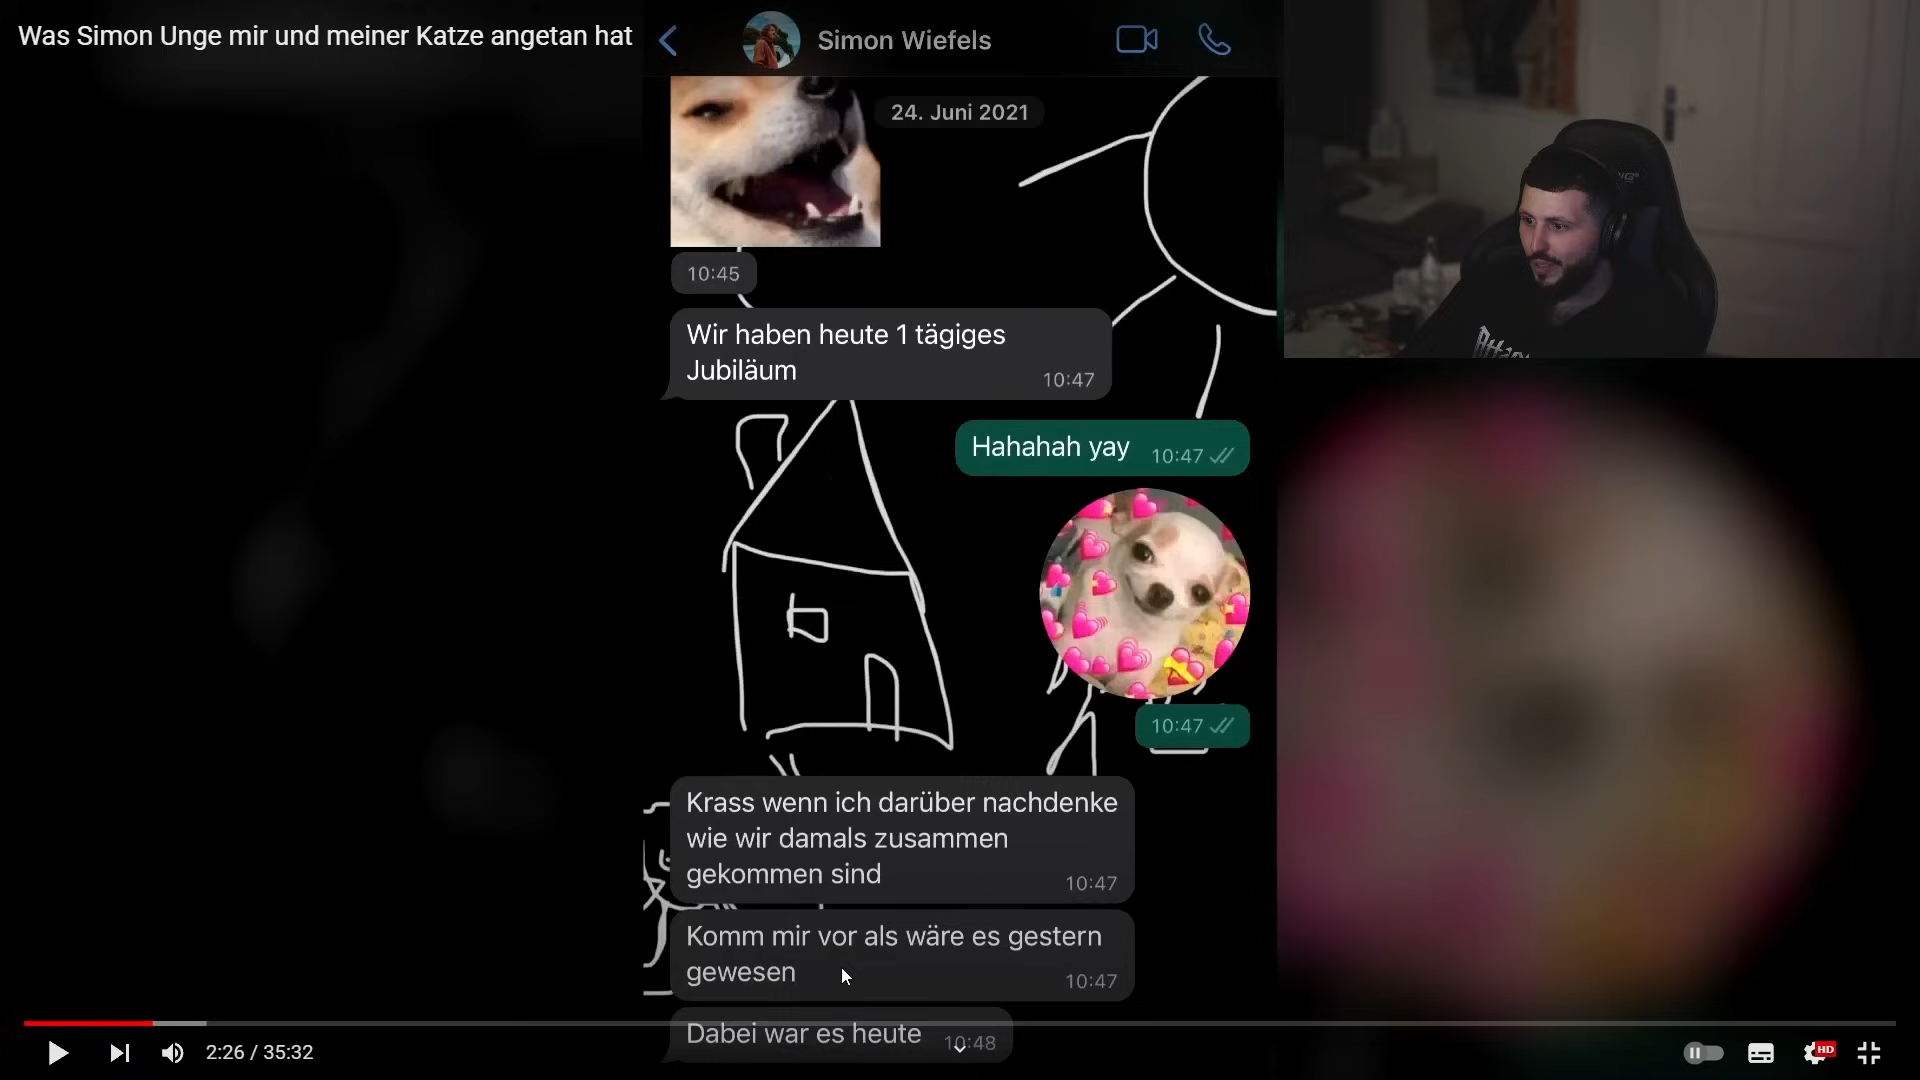 Was Simon Unge mir und meiner Katze angetan hat
Simon Wiefels
24. Juni 2021
10:45
Wir haben heute 1 tägiges
Jubiläum
10:47
Hahahah yay 10:47
10:47
Krass wenn ich darüber nachdenke
wie wir damals zusammen
gekommen sind
10:47
Komm mir vor als wäre es gestern
gewesen
10:47
Dabei war es heute 10:48
2:26 / 35:32
HD